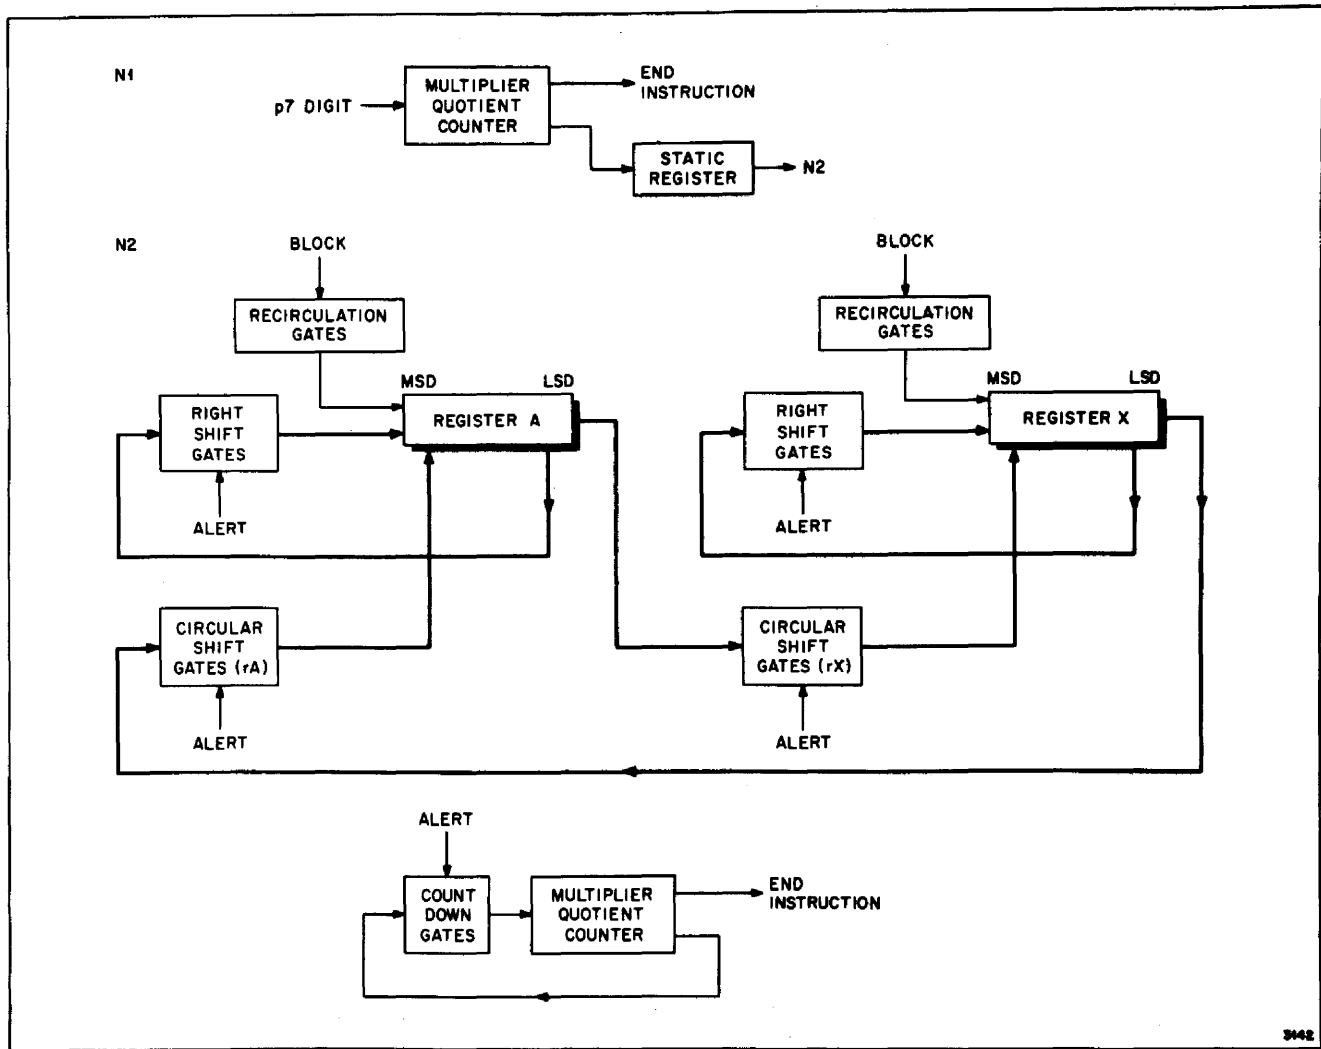 N1
p7 DIGIT
MULTIPLIER
QUOTIENT
COUNTER
END
INSTRUCTION
STATIC
REGISTER
N2
N2
BLOCK
RECIRCULATION
GATES
MSD
LSD
RIGHT
SHIFT
GATES
REGISTER A
ALERT
CIRCULAR
SHIFT
GATES (rA)
ALERT
BLOCK
RECIRCULATION
GATES
MSD
LSD
RIGHT
SHIFT
GATES
REGISTER X
ALERT
CIRCULAR
SHIFT
GATES (rX)
ALERT
ALERT
COUNT
DOWN
GATES
MULTIPLIER
QUOTIENT
COUNTER
END
INSTRUCTION
3142